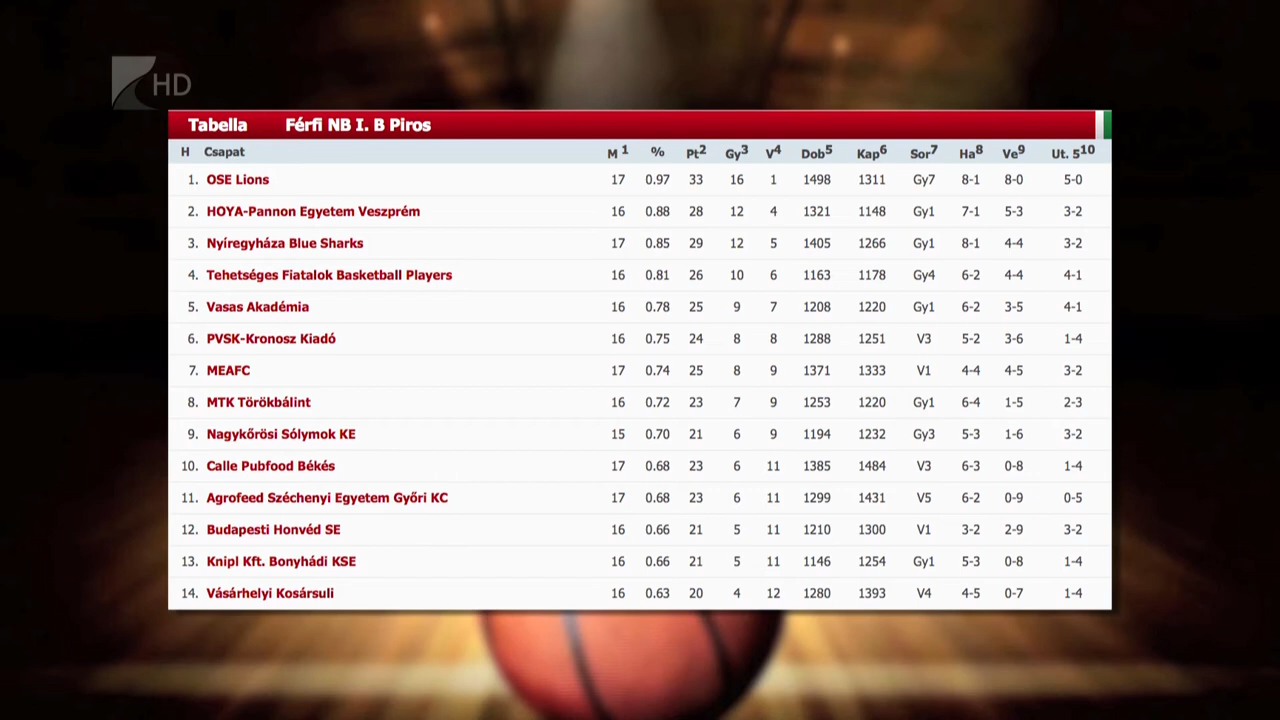 HD
Tabella Férfi NB I. B Piros
H Csapat M 1 % Pt2 Gy3 V4 Dob5 Kap6 Sor7 Ha8 Ve9 Ut. 510
1. OSE Lions 17 0.97 33 16 1 1498 1311 Gy7 8-1 8-0 5-0
2. HOYA-Pannon Egyetem Veszprém 16 0.88 28 12 4 1321 1148 Gy1 7-1 5-3 3-2
3. Nyíregyháza Blue Sharks 17 0.85 29 12 5 1405 1266 Gy1 8-1 4-4 3-2
4. Tehetséges Fiatalok Basketball Players 16 0.81 26 10 6 1163 1178 Gy4 6-2 4-4 4-1
5. Vasas Akadémia 16 0.78 25 9 7 1208 1220 Gy1 6-2 3-5 4-1
6. PVSK-Kronosz Kiadó 16 0.75 24 8 8 1288 1251 V3 5-2 3-6 1-4
7. MEAFC 17 0.74 25 8 9 1371 1333 V1 4-4 4-5 3-2
8. MTK Törökbálint 16 0.72 23 7 9 1253 1220 Gy1 6-4 1-5 2-3
9. Nagykőrösi Sólymok KE 15 0.70 21 6 9 1194 1232 Gy3 5-3 1-6 3-2
10. Calle Pubfood Békés 17 0.68 23 6 11 1385 1484 V3 6-3 0-8 1-4
11. Agrofeed Széchenyi Egyetem Győri KC 17 0.68 23 6 11 1299 1431 V5 6-2 0-9 0-5
12. Budapesti Honvéd SE 16 0.66 21 5 11 1210 1300 V1 3-2 2-9 3-2
13. Knipl Kft. Bonyhádi KSE 16 0.66 21 5 11 1146 1254 Gy1 5-3 0-8 1-4
14. Vásárhelyi Kosársuli 16 0.63 20 4 12 1280 1393 V4 4-5 0-7 1-4